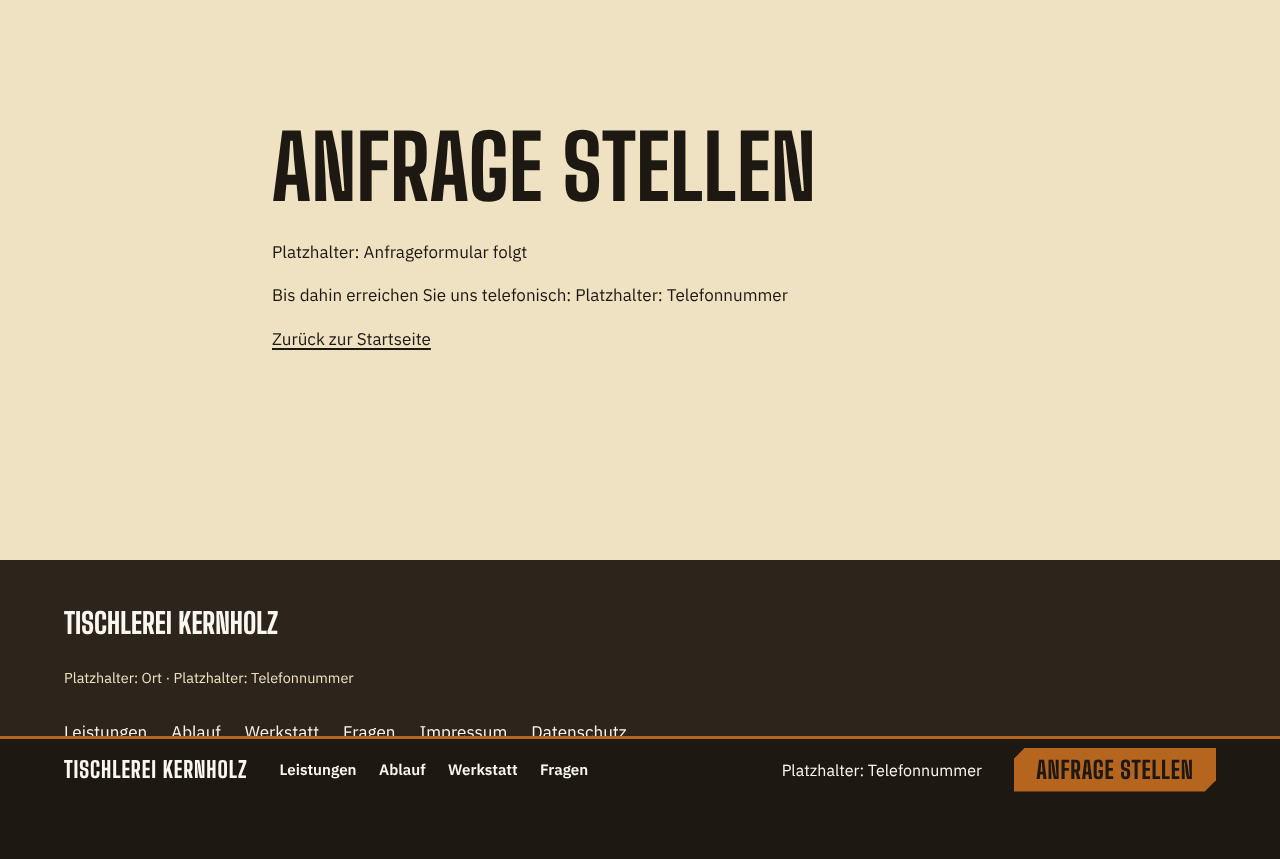 ANFRAGE STELLEN
Platzhalter: Anfrageformular folgt
Bis dahin erreichen Sie uns telefonisch: Platzhalter: Telefonnummer
Zurück zur Startseite
TISCHLEREI KERNHOLZ
Platzhalter: Ort · Platzhalter: Telefonnummer
Leistungen Ablauf Werkstatt Fragen Impressum Datenschutz
TISCHLEREI KERNHOLZ Leistungen Ablauf Werkstatt Fragen Platzhalter: Telefonnummer ANFRAGE STELLEN